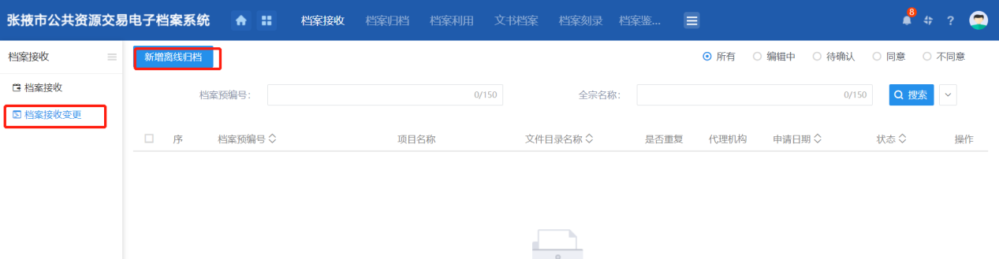 张掖市公共资源交易电子档案系统 档案接收 档案归档 档案利用 文书档案 档案刻录 档案鉴... 8 ?
档案接收
档案接收
档案接收变更
新增离线归档 所有 编辑中 待确认 同意 不同意
档案预编号： 0/150 全宗名称： 0/150 搜索
序 档案预编号 项目名称 文件目录名称 是否重复 代理机构 申请日期 状态 操作